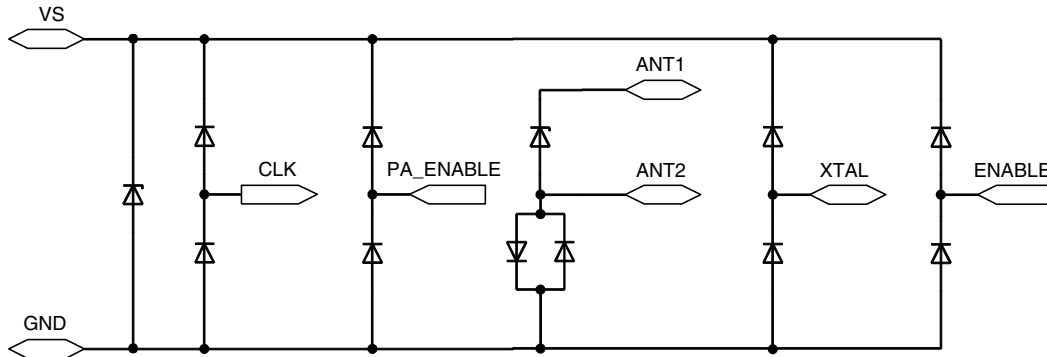 VS
ANT1
CLK
PA_ENABLE
ANT2
XTAL
ENABLE
GND